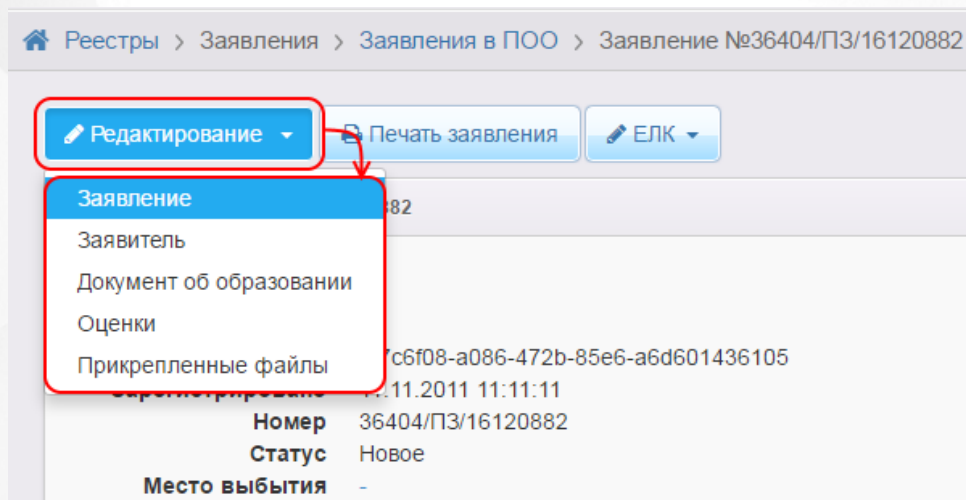 Реестры > Заявления > Заявления в ПОО > Заявление №36404/ПЗ/16120882
Редактирование Печать заявления ЕЛК
Заявление
882
Заявитель
Документ об образовании
Оценки
Прикрепленные файлы
7c6f08-a086-472b-85e6-a6d601436105
Зарегистрировано 11.11.2011 11:11:11
Номер 36404/ПЗ/16120882
Статус Новое
Место выбытия -